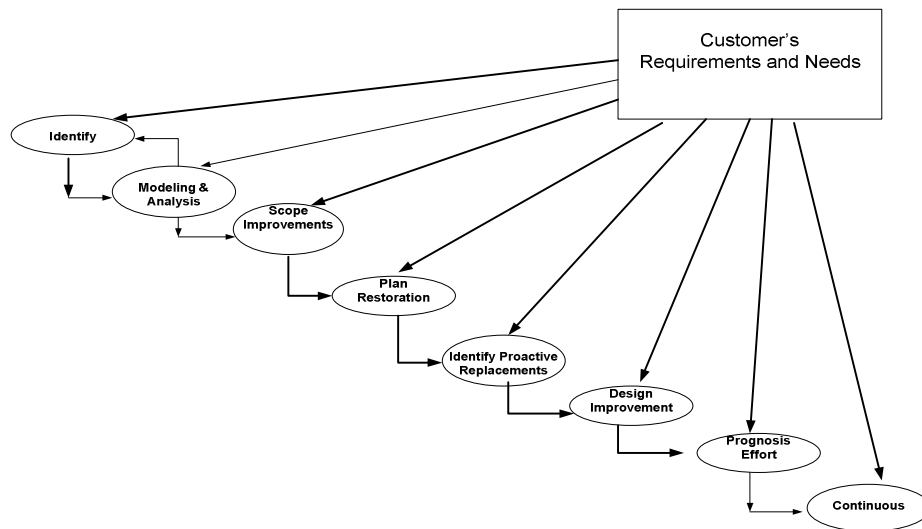 Customer's
Requirements and Needs
Identify
Modeling &
Analysis
Scope
Improvements
Plan
Restoration
Identify Proactive
Replacements
Design
Improvement
Prognosis
Effort
Continuous